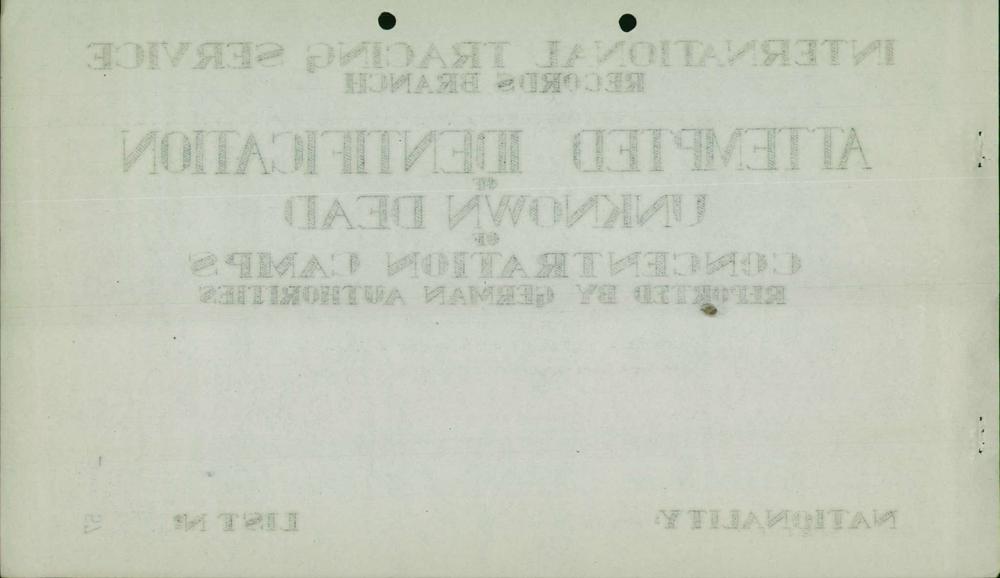 INTERNATIONAL TRACING SERVICE
RECORDS BRANCH
ATTEMPTED IDENTIFICATION
OF
UNKNOWN DEAD
OF
CONCENTRATION CAMPS
REPORTED BY GERMAN AUTHORITIES
NATIONALITY: LIST Nº